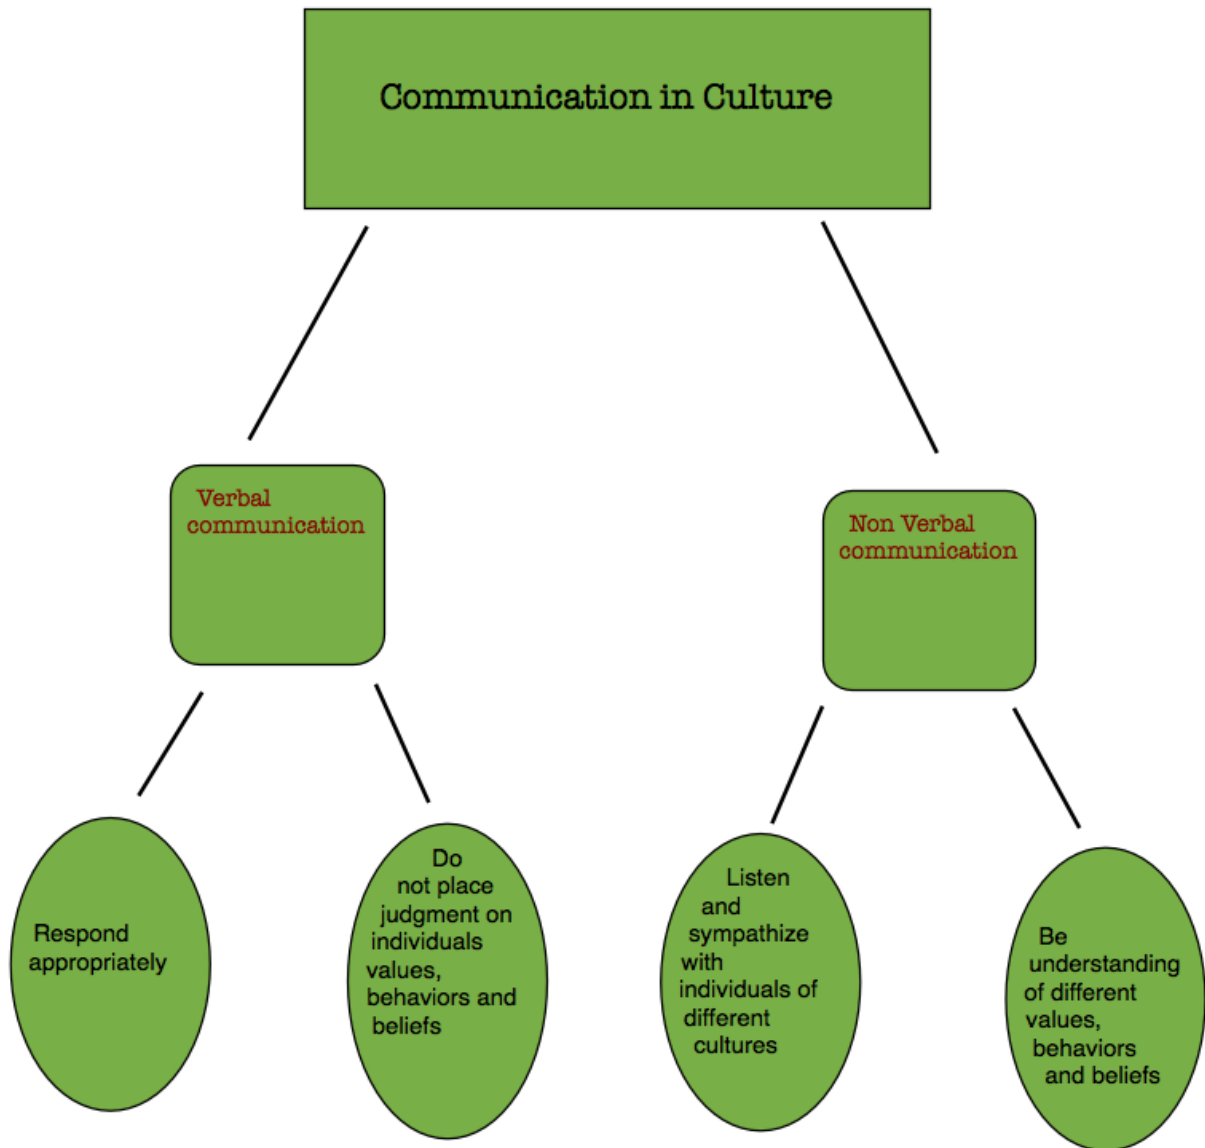 Communication in Culture
Verbal
communication
Non Verbal
communication
Respond
appropriately
Do
not place
judgment on
individuals
values,
behaviors and
beliefs
Listen
and
sympathize
with
individuals of
different
cultures
Be
understanding
of different
values,
behaviors
and beliefs